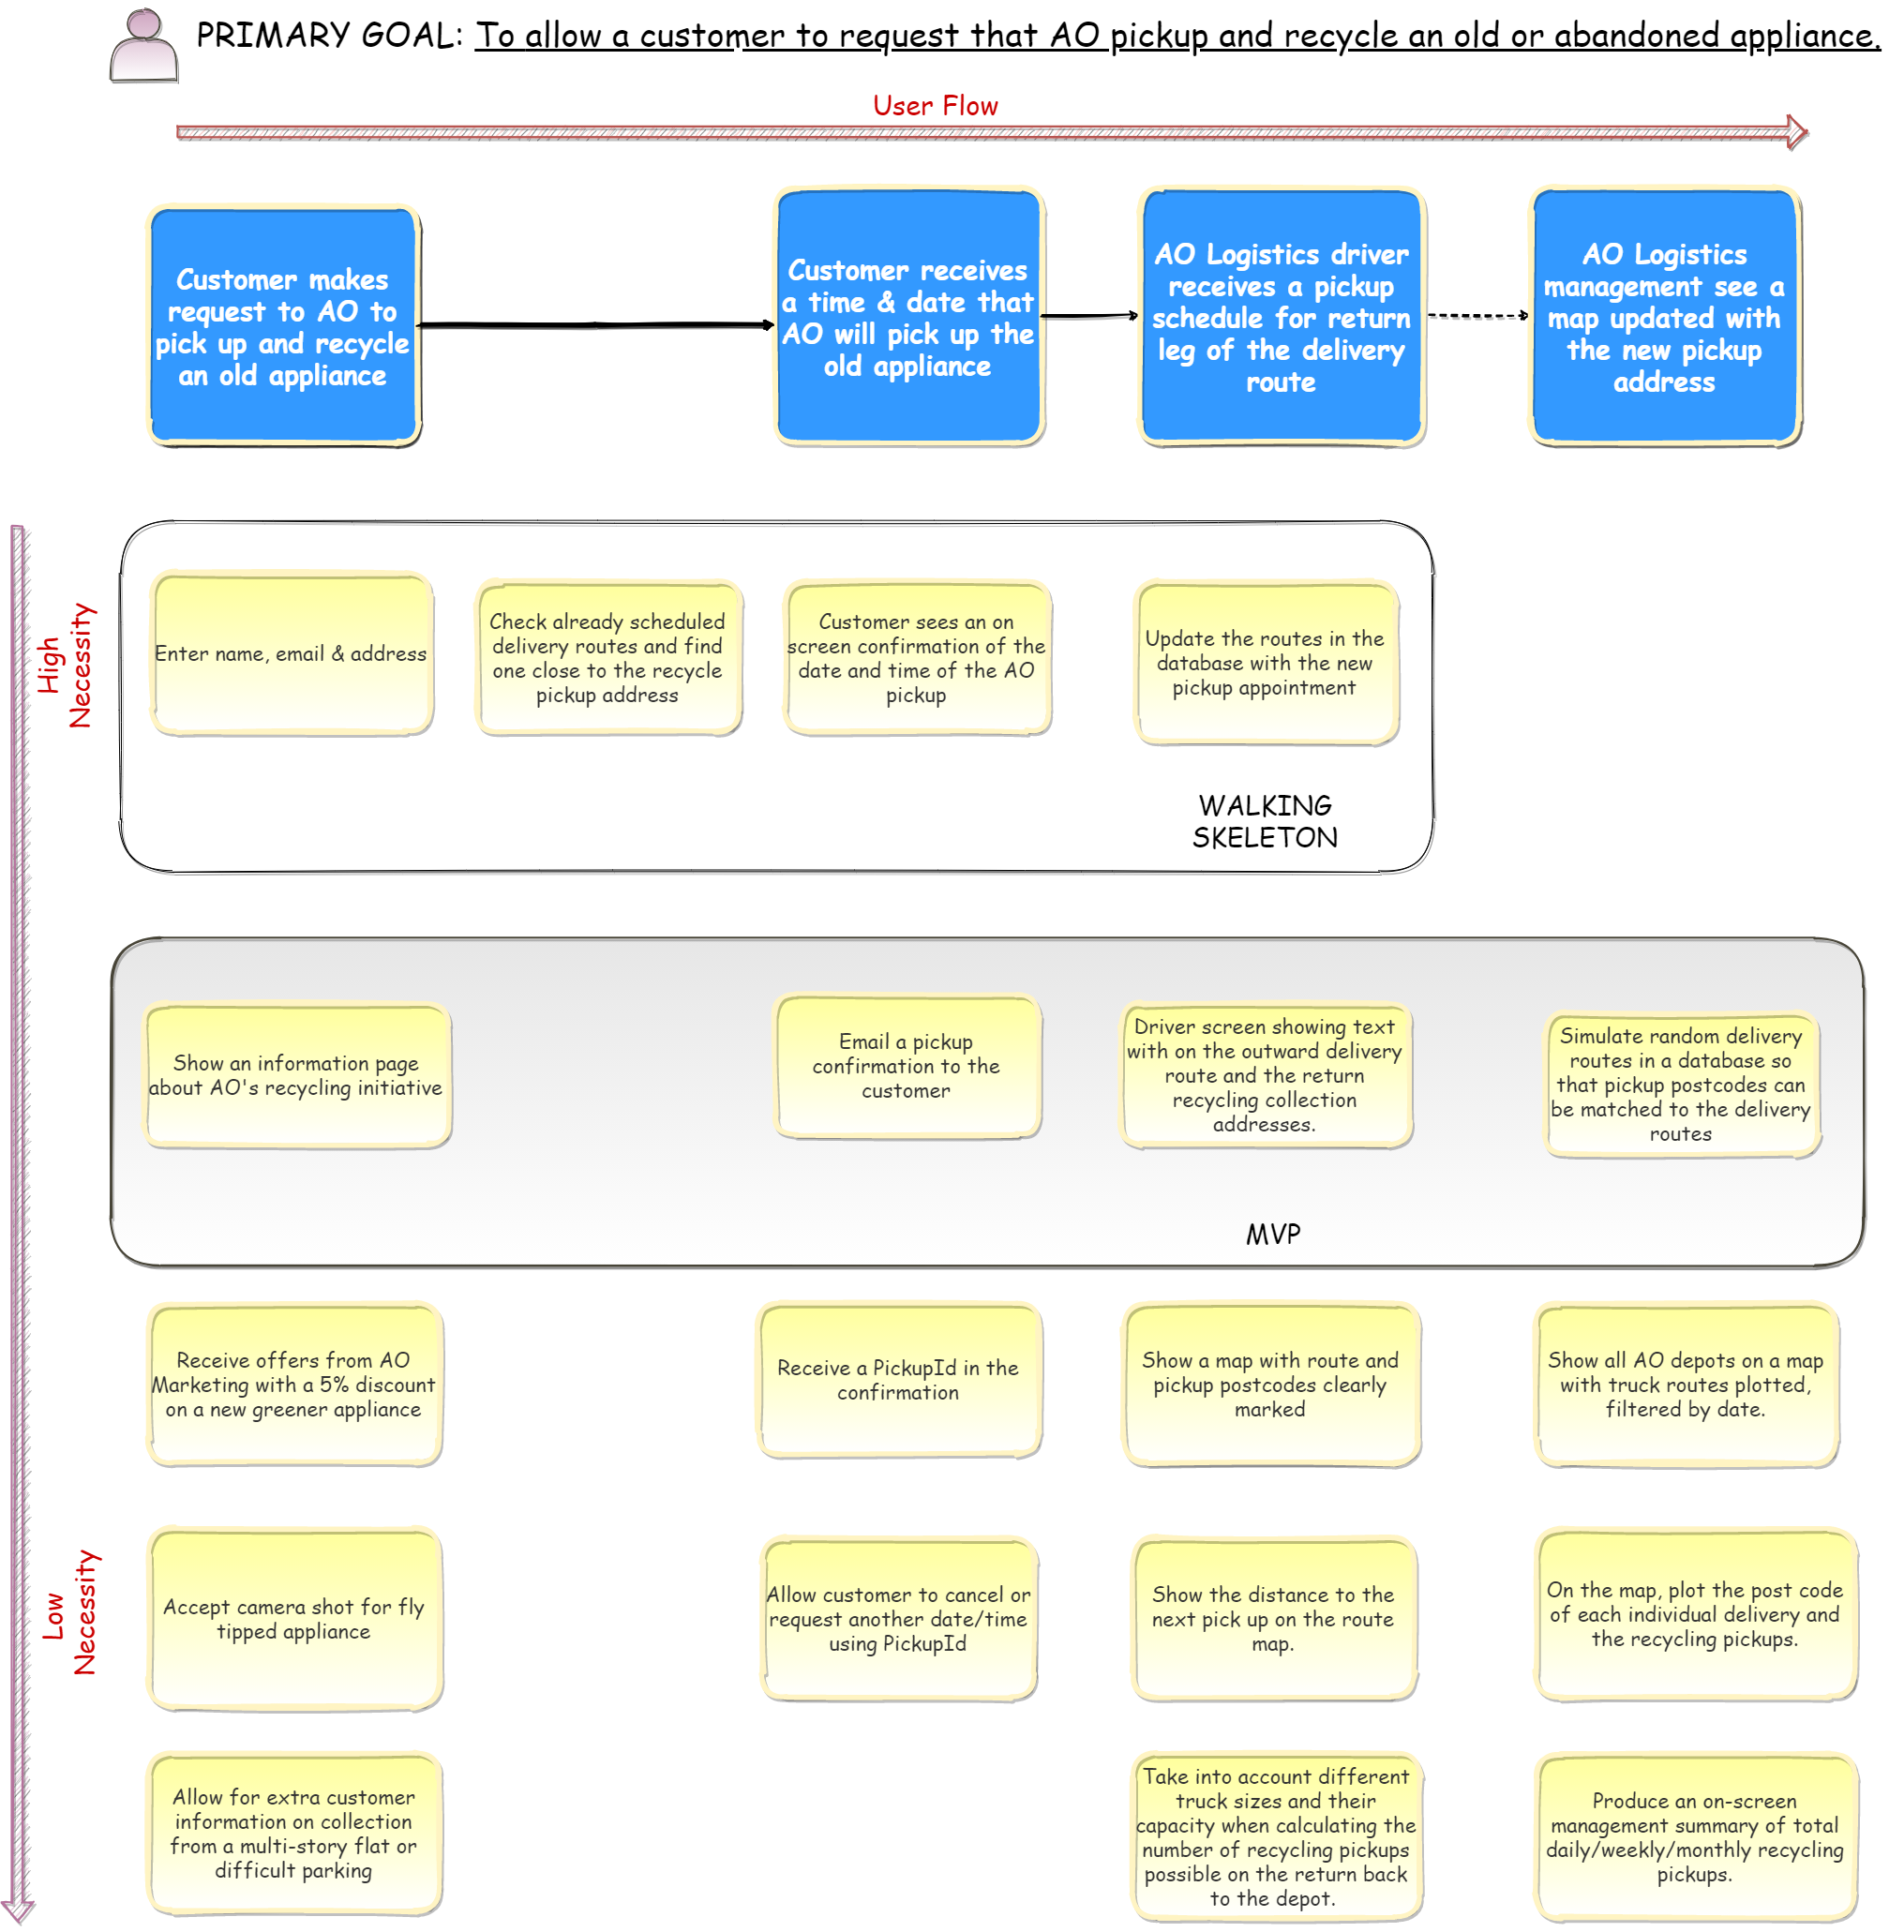 PRIMARY GOAL: To allow a customer to request that AO pickup and recycle an old or abandoned appliance.
User Flow
Customer makes
request to AO to
pick up and recycle
an old appliance
Customer receives
a time & date that
AO will pick up the
old appliance
AO Logistics driver
receives a pickup
schedule for return
leg of the delivery
route
AO Logistics
management see a
map updated with
the new pickup
address
High
Necessity
Enter name, email & address
Check already scheduled
delivery routes and find
one close to the recycle
pickup address
Customer sees an on
screen confirmation of the
date and time of the AO
pickup
Update the routes in the
database with the new
pickup appointment
WALKING
SKELETON
Show an information page
about AO's recycling initiative
Email a pickup
confirmation to the
customer
Driver screen showing text
with on the outward delivery
route and the return
recycling collection
addresses.
Simulate random delivery
routes in a database so
that pickup postcodes can
be matched to the delivery
routes
MVP
Receive offers from AO
Marketing with a 5% discount
on a new greener appliance
Receive a PickupId in the
confirmation
Show a map with route and
pickup postcodes clearly
marked
Show all AO depots on a map
with truck routes plotted,
filtered by date.
Low
Necessity
Accept camera shot for fly
tipped appliance
Allow customer to cancel or
request another date/time
using PickupId
Show the distance to the
next pick up on the route
map.
On the map, plot the post code
of each individual delivery and
the recycling pickups.
Allow for extra customer
information on collection
from a multi-story flat or
difficult parking
Take into account different
truck sizes and their
capacity when calculating the
number of recycling pickups
possible on the return back
to the depot.
Produce an on-screen
management summary of total
daily/weekly/monthly recycling
pickups.